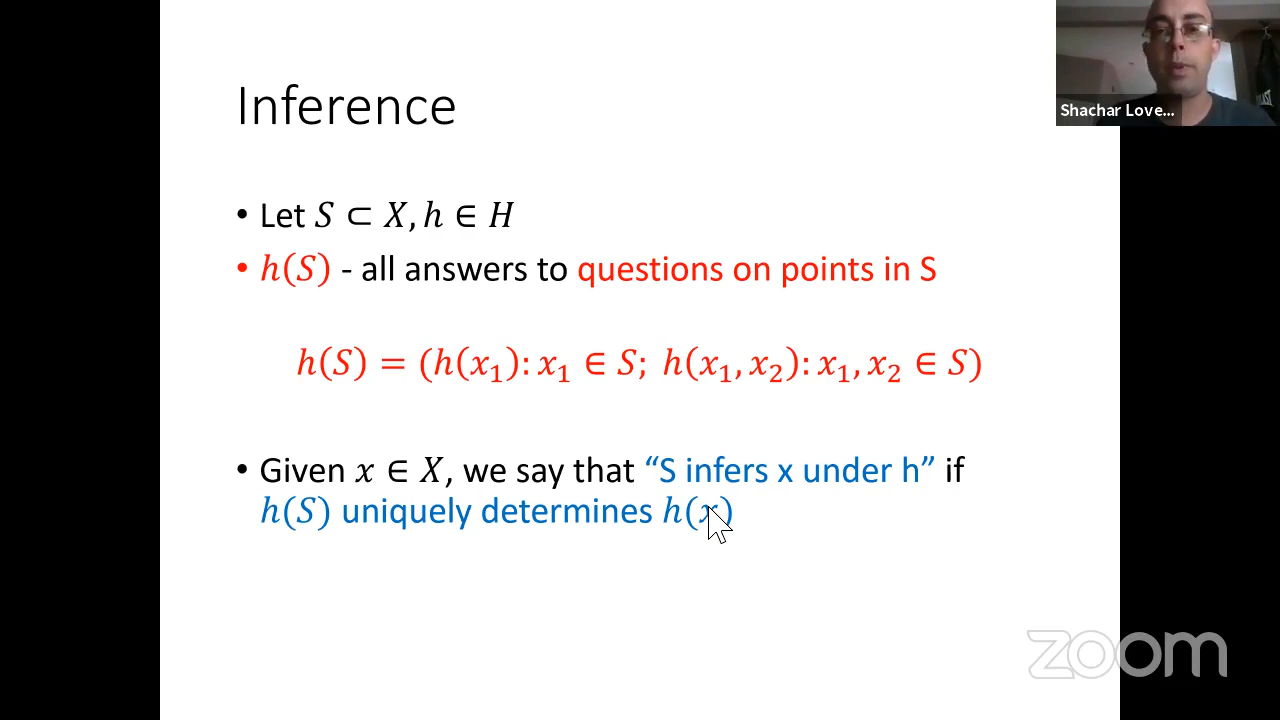 Inference
Shachar Love...
• Let 𝑆 ⊂ 𝑋, ℎ ∈ 𝐻
• ℎ(𝑆) - all answers to questions on points in S
ℎ(𝑆) = (ℎ(𝑥₁): 𝑥₁ ∈ 𝑆; ℎ(𝑥₁, 𝑥₂): 𝑥₁, 𝑥₂ ∈ 𝑆)
• Given 𝑥 ∈ 𝑋, we say that “S infers x under h” if
ℎ(𝑆) uniquely determines ℎ(𝑥)
zoom